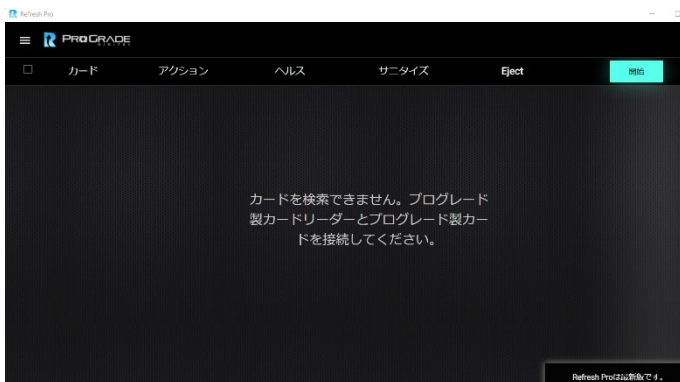 Refresh Pro
PROGRADE
DIGITAL
カード アクション ヘルス サニタイズ Eject 開始
カードを検索できません。プログレード
製カードリーダーとプログレード製カー
ドを接続してください。
Refresh Proは最新版です。